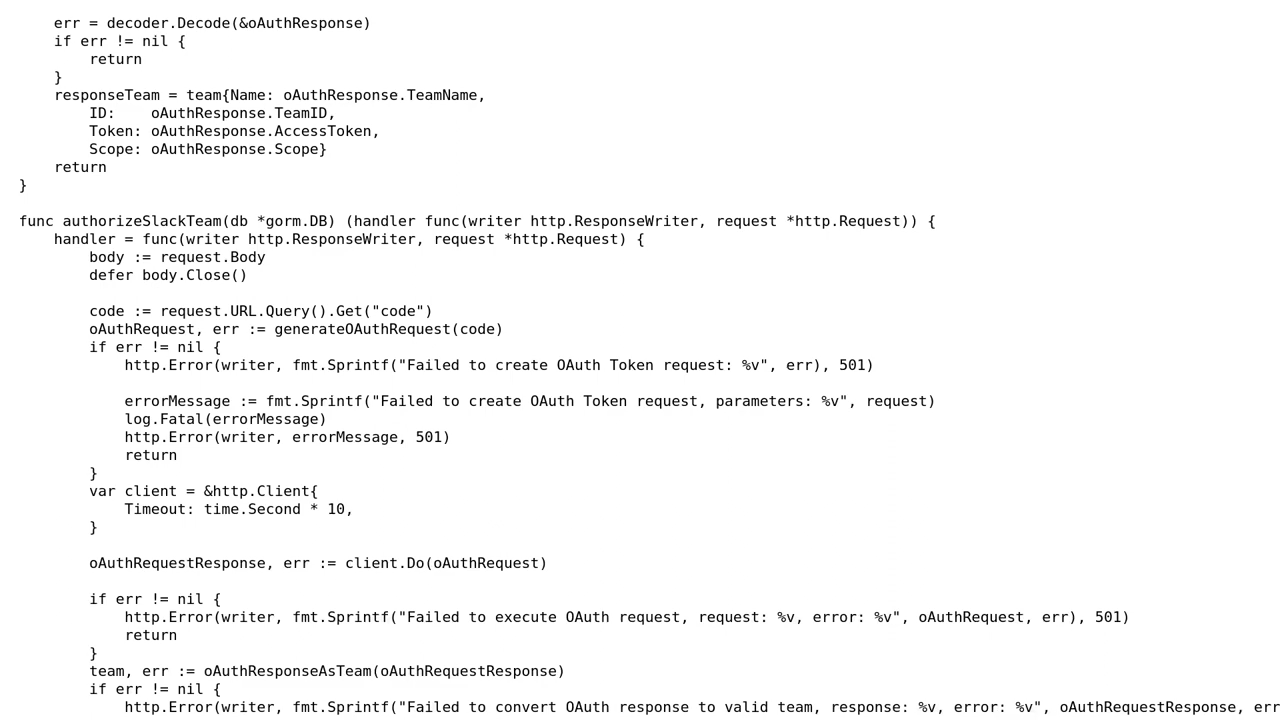 err = decoder.Decode(&oAuthResponse)
    if err != nil {
        return
    }
    responseTeam = team{Name: oAuthResponse.TeamName,
        ID:    oAuthResponse.TeamID,
        Token: oAuthResponse.AccessToken,
        Scope: oAuthResponse.Scope}
    return
}

func authorizeSlackTeam(db *gorm.DB) (handler func(writer http.ResponseWriter, request *http.Request)) {
    handler = func(writer http.ResponseWriter, request *http.Request) {
        body := request.Body
        defer body.Close()

        code := request.URL.Query().Get("code")
        oAuthRequest, err := generateOAuthRequest(code)
        if err != nil {
            http.Error(writer, fmt.Sprintf("Failed to create OAuth Token request: %v", err), 501)

            errorMessage := fmt.Sprintf("Failed to create OAuth Token request, parameters: %v", request)
            log.Fatal(errorMessage)
            http.Error(writer, errorMessage, 501)
            return
        }
        var client = &http.Client{
            Timeout: time.Second * 10,
        }

        oAuthRequestResponse, err := client.Do(oAuthRequest)

        if err != nil {
            http.Error(writer, fmt.Sprintf("Failed to execute OAuth request, request: %v, error: %v", oAuthRequest, err), 501)
            return
        }
        team, err := oAuthResponseAsTeam(oAuthRequestResponse)
        if err != nil {
            http.Error(writer, fmt.Sprintf("Failed to convert OAuth response to valid team, response: %v, error: %v", oAuthRequestResponse, err